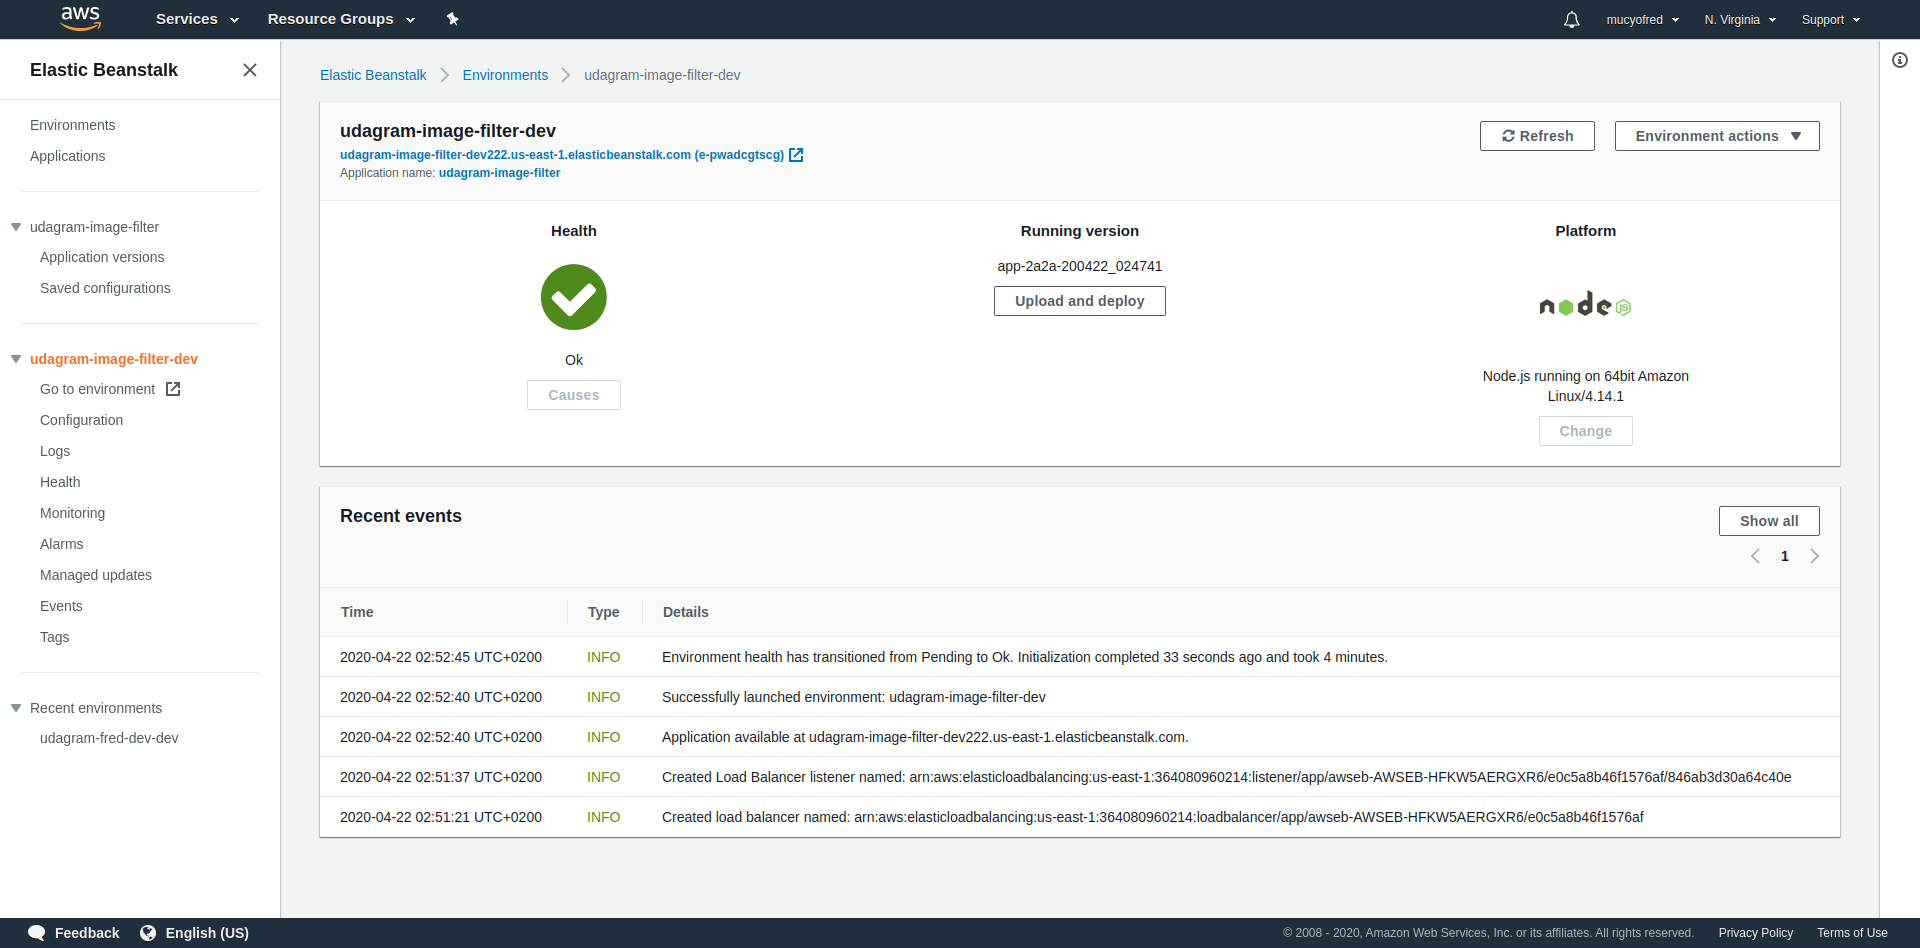 aws Services Resource Groups mucyofred N. Virginia Support
Elastic Beanstalk
Environments
Applications
udagram-image-filter
Application versions
Saved configurations
udagram-image-filter-dev
Go to environment
Configuration
Logs
Health
Monitoring
Alarms
Managed updates
Events
Tags
Recent environments
udagram-fred-dev-dev
Elastic Beanstalk Environments udagram-image-filter-dev
udagram-image-filter-dev
udagram-image-filter-dev222.us-east-1.elasticbeanstalk.com (e-pwadcgtscg)
Application name: udagram-image-filter
Refresh Environment actions
Health
Ok
Causes
Running version
app-2a2a-200422_024741
Upload and deploy
Platform
node JS
Node.js running on 64bit Amazon
Linux/4.14.1
Change
Recent events
Show all
1
Time Type Details
2020-04-22 02:52:45 UTC+0200 INFO Environment health has transitioned from Pending to Ok. Initialization completed 33 seconds ago and took 4 minutes.
2020-04-22 02:52:40 UTC+0200 INFO Successfully launched environment: udagram-image-filter-dev
2020-04-22 02:52:40 UTC+0200 INFO Application available at udagram-image-filter-dev222.us-east-1.elasticbeanstalk.com.
2020-04-22 02:51:37 UTC+0200 INFO Created Load Balancer listener named: arn:aws:elasticloadbalancing:us-east-1:364080960214:listener/app/awseb-AWSEB-HFKW5AERGXR6/e0c5a8b46f1576af/846ab3d30a64c40e
2020-04-22 02:51:21 UTC+0200 INFO Created load balancer named: arn:aws:elasticloadbalancing:us-east-1:364080960214:loadbalancer/app/awseb-AWSEB-HFKW5AERGXR6/e0c5a8b46f1576af
Feedback English (US) © 2008 - 2020, Amazon Web Services, Inc. or its affiliates. All rights reserved. Privacy Policy Terms of Use